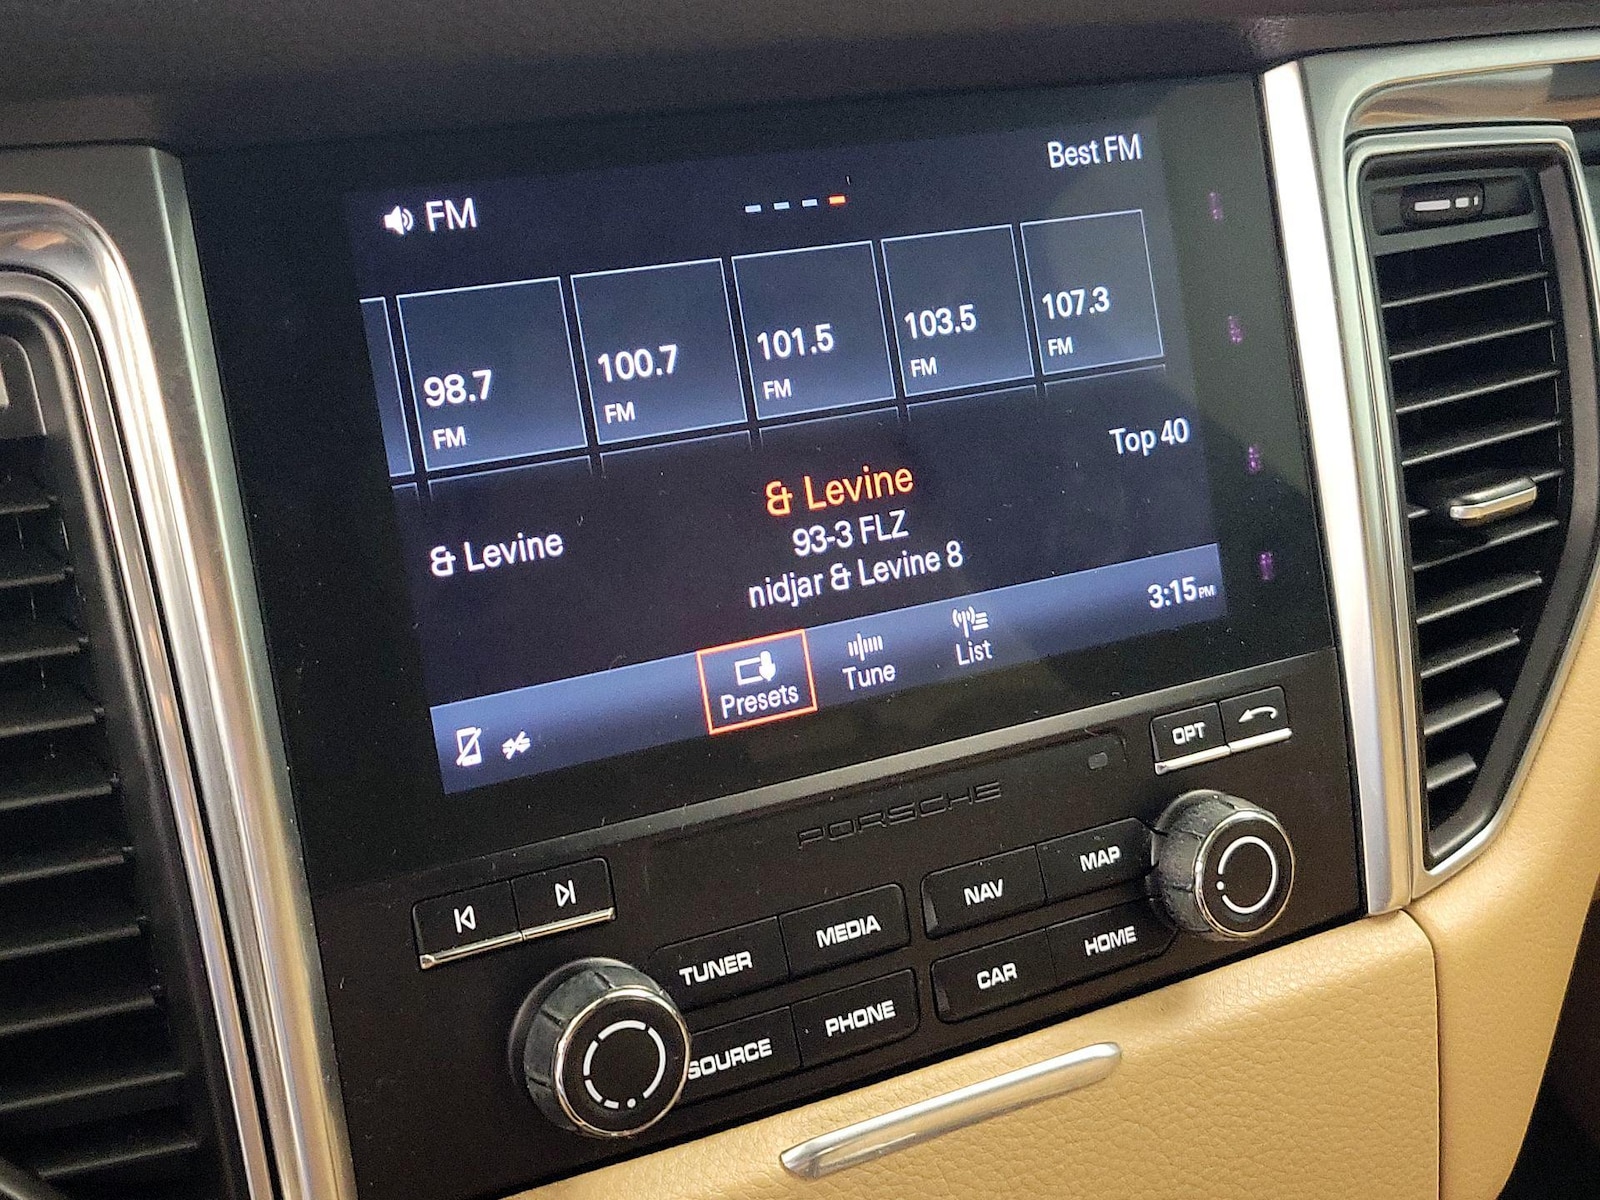 Best FM
FM
98.7
FM
100.7
FM
101.5
FM
103.5
FM
107.3
FM
Top 40
& Levine
& Levine
93-3 FLZ
nidjar & Levine 8
3:15 PM
Presets
Tune
List
OPT
PORSCHE
TUNER
MEDIA
NAV
MAP
SOURCE
PHONE
CAR
HOME